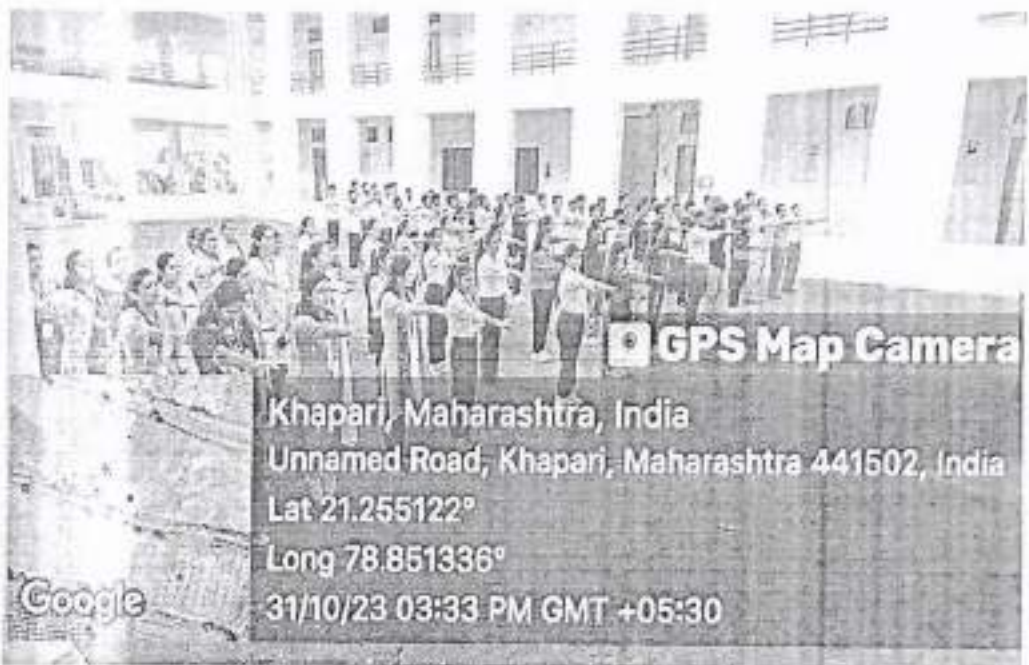 GPS Map Camera
Khapari, Maharashtra, India
Unnamed Road, Khapari, Maharashtra 441502, India
Lat 21.255122°
Long 78.851336°
31/10/23 03:33 PM GMT +05:30
Google